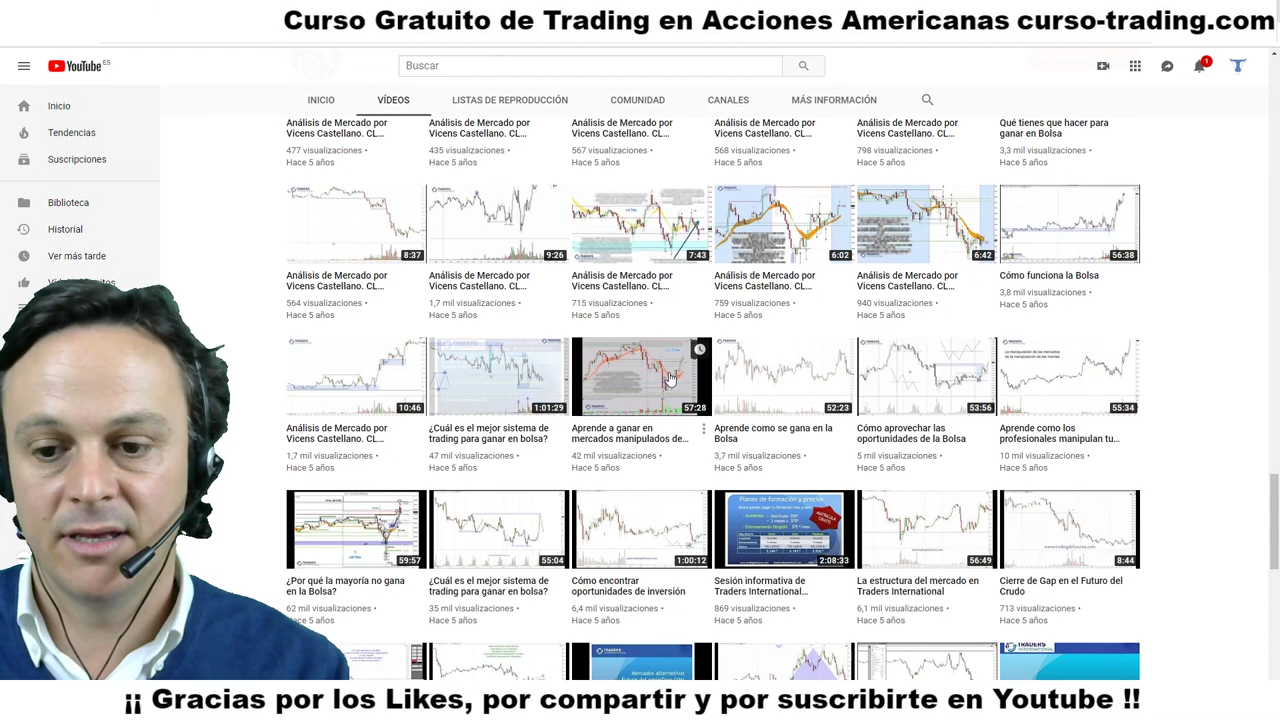 Curso Gratuito de Trading en Acciones Americanas curso-trading.com
YouTube ES
Buscar
1
INICIO VÍDEOS LISTAS DE REPRODUCCIÓN COMUNIDAD CANALES MÁS INFORMACIÓN
Inicio
Tendencias
Suscripciones
Biblioteca
Historial
Ver más tarde
Análisis de Mercado por
Vicens Castellano. CL...
477 visualizaciones •
Hace 5 años
Análisis de Mercado por
Vicens Castellano. CL...
435 visualizaciones •
Hace 5 años
Análisis de Mercado por
Vicens Castellano. CL...
567 visualizaciones •
Hace 5 años
Análisis de Mercado por
Vicens Castellano. CL...
568 visualizaciones •
Hace 5 años
Análisis de Mercado por
Vicens Castellano. CL...
798 visualizaciones •
Hace 5 años
Qué tienes que hacer para
ganar en Bolsa
3,3 mil visualizaciones •
Hace 5 años
8:37
Análisis de Mercado por
Vicens Castellano. CL...
564 visualizaciones •
Hace 5 años
9:26
Análisis de Mercado por
Vicens Castellano. CL...
1,7 mil visualizaciones •
Hace 5 años
7:43
Análisis de Mercado por
Vicens Castellano. CL...
715 visualizaciones •
Hace 5 años
6:02
Análisis de Mercado por
Vicens Castellano. CL...
759 visualizaciones •
Hace 5 años
6:42
Análisis de Mercado por
Vicens Castellano. CL...
940 visualizaciones •
Hace 5 años
56:38
Cómo funciona la Bolsa
3,8 mil visualizaciones •
Hace 5 años
10:46
Análisis de Mercado por
Vicens Castellano. CL...
1,7 mil visualizaciones •
Hace 5 años
1:01:29
¿Cuál es el mejor sistema de
trading para ganar en bolsa?
47 mil visualizaciones •
Hace 5 años
57:28
Aprende a ganar en
mercados manipulados de...
42 mil visualizaciones •
Hace 5 años
52:23
Aprende como se gana en la
Bolsa
3,7 mil visualizaciones •
Hace 5 años
53:56
Cómo aprovechar las
oportunidades de la Bolsa
5 mil visualizaciones •
Hace 5 años
55:34
Aprende como los
profesionales manipulan tu...
10 mil visualizaciones •
Hace 5 años
59:57
¿Por qué la mayoría no gana
en la Bolsa?
62 mil visualizaciones •
Hace 5 años
55:04
¿Cuál es el mejor sistema de
trading para ganar en bolsa?
35 mil visualizaciones •
Hace 5 años
1:00:12
Cómo encontrar
oportunidades de inversión
6,4 mil visualizaciones •
Hace 5 años
Planes de formación y precios
2:08:33
Sesión informativa de
Traders International...
869 visualizaciones •
Hace 5 años
56:49
La estructura del mercado en
Traders International
6,1 mil visualizaciones •
Hace 5 años
8:44
Cierre de Gap en el Futuro del
Crudo
713 visualizaciones •
Hace 5 años
¡¡ Gracias por los Likes, por compartir y por suscribirte en Youtube !!